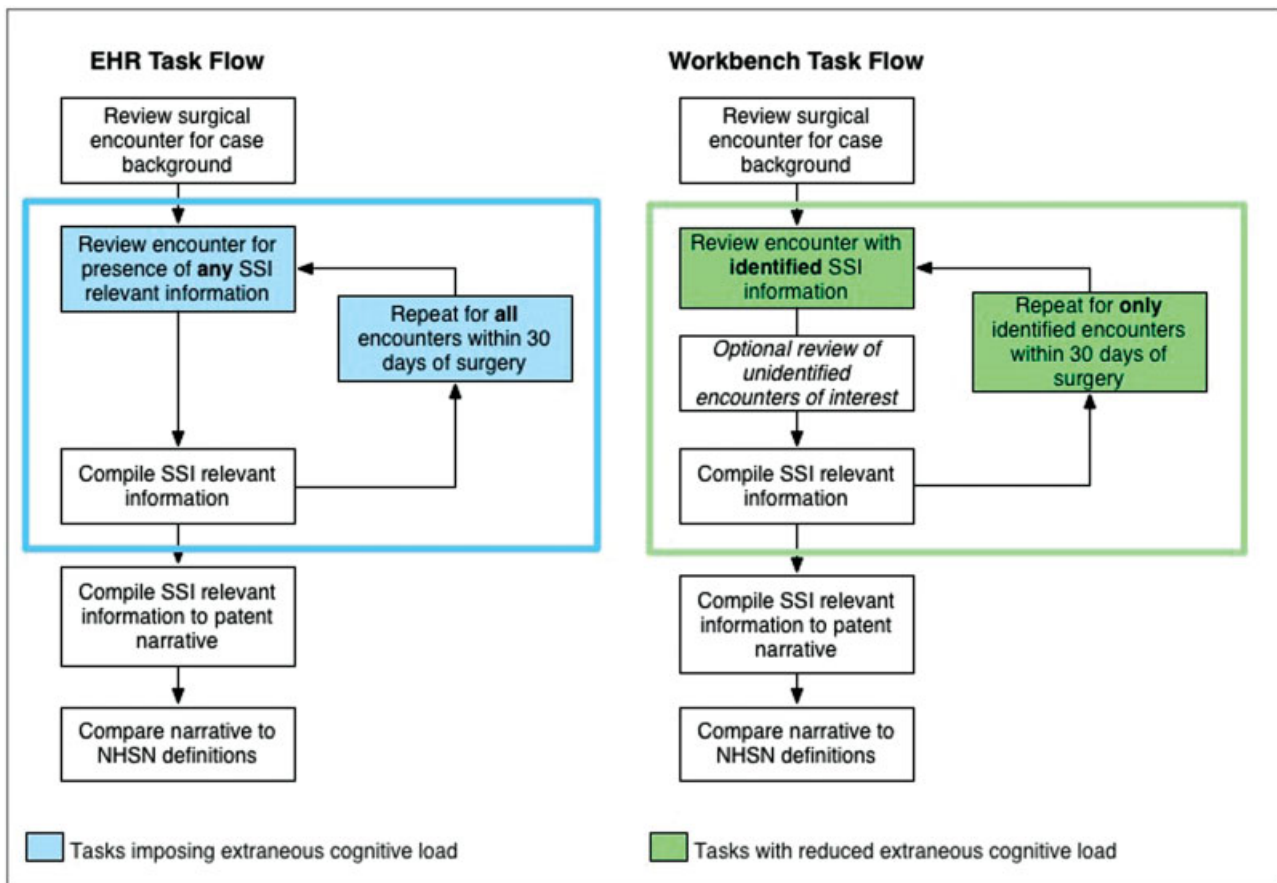 EHR Task Flow
Review surgical
encounter for case
background
Review encounter for
presence of any SSI
relevant information
Repeat for all
encounters within 30
days of surgery
Compile SSI relevant
information
Compile SSI relevant
information to patent
narrative
Compare narrative to
NHSN definitions
Tasks imposing extraneous cognitive load
Workbench Task Flow
Review surgical
encounter for case
background
Review encounter with
identified SSI
information
Repeat for only
identified encounters
within 30 days of
surgery
Optional review of
unidentified
encounters of interest
Compile SSI relevant
information
Compile SSI relevant
information to patent
narrative
Compare narrative to
NHSN definitions
Tasks with reduced extraneous cognitive load